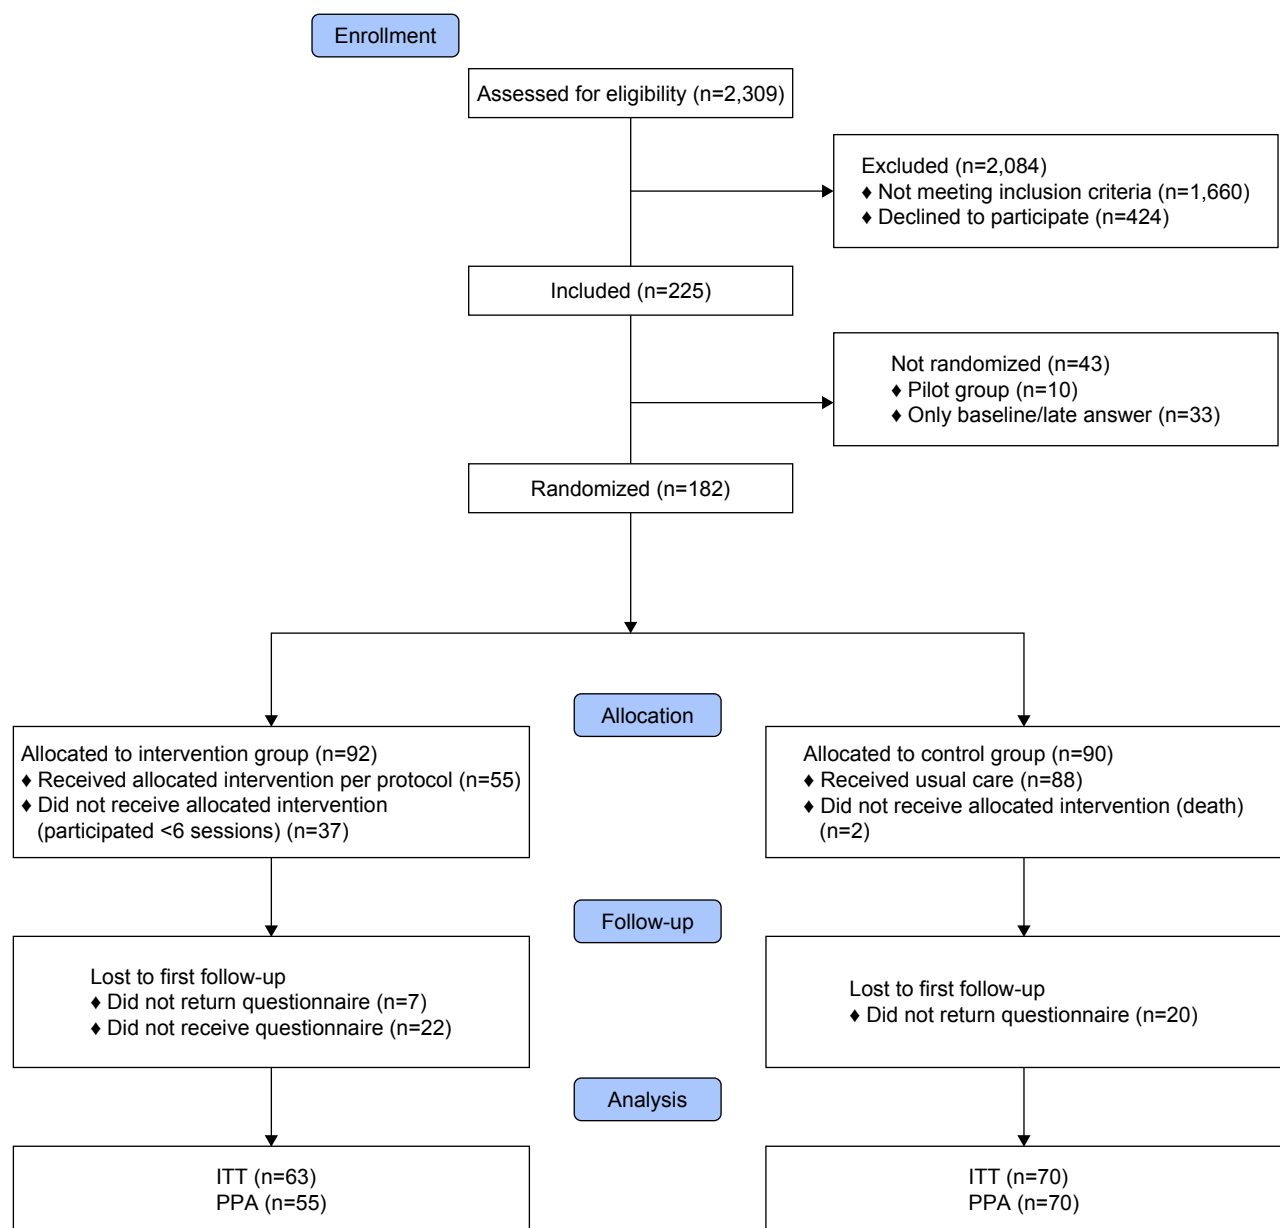 Enrollment
Assessed for eligibility (n=2,309)
Excluded (n=2,084)
♦ Not meeting inclusion criteria (n=1,660)
♦ Declined to participate (n=424)
Included (n=225)
Not randomized (n=43)
♦ Pilot group (n=10)
♦ Only baseline/late answer (n=33)
Randomized (n=182)
Allocation
Allocated to intervention group (n=92)
♦ Received allocated intervention per protocol (n=55)
♦ Did not receive allocated intervention
(participated <6 sessions) (n=37)
Allocated to control group (n=90)
♦ Received usual care (n=88)
♦ Did not receive allocated intervention (death)
(n=2)
Follow-up
Lost to first follow-up
♦ Did not return questionnaire (n=7)
♦ Did not receive questionnaire (n=22)
Lost to first follow-up
♦ Did not return questionnaire (n=20)
Analysis
ITT (n=63)
PPA (n=55)
ITT (n=70)
PPA (n=70)